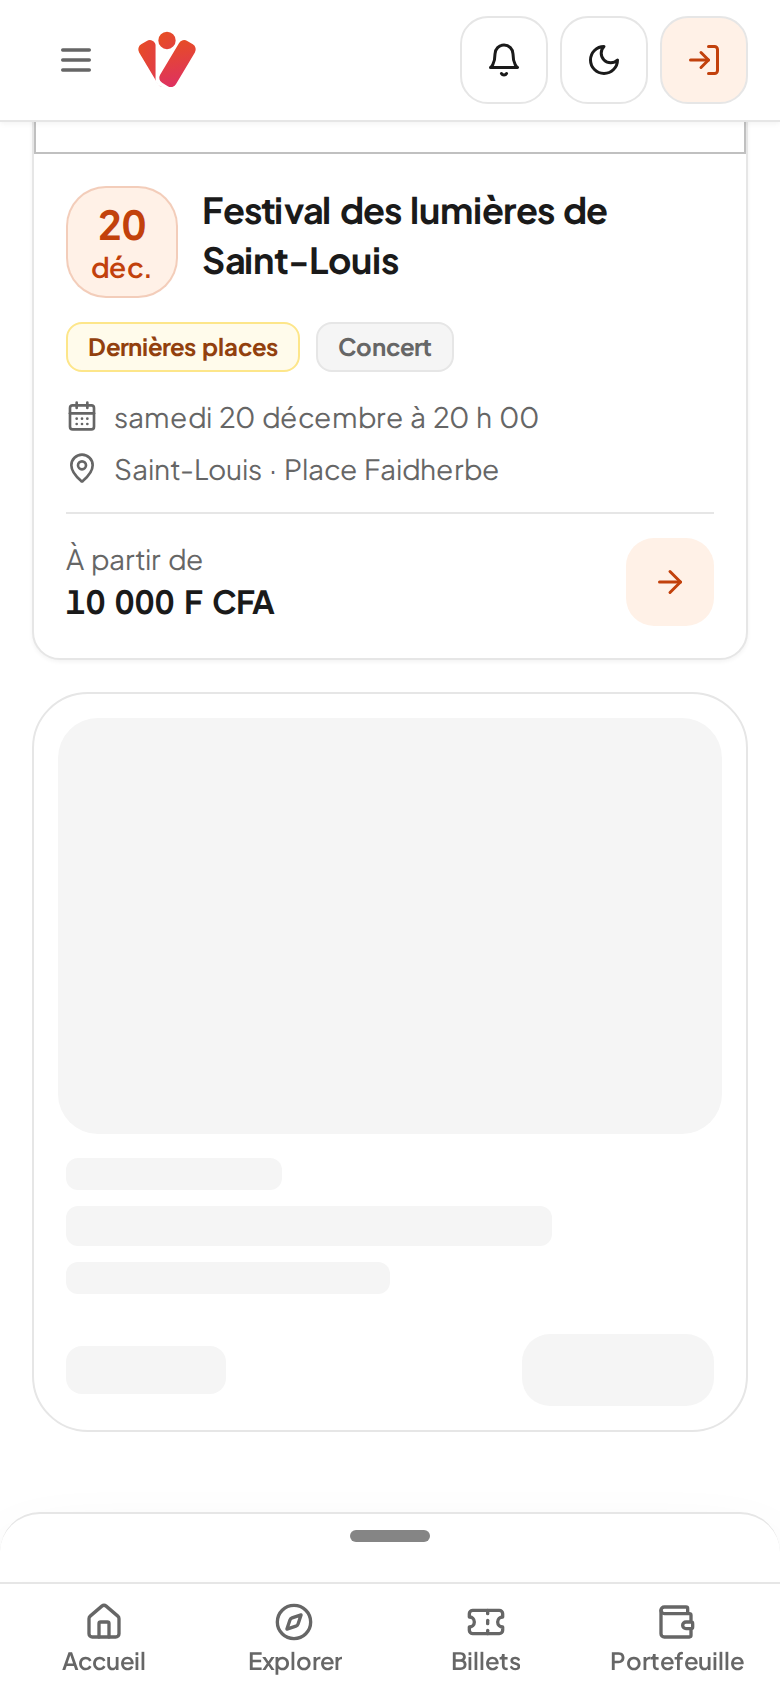 20
déc.
Festival des lumières de
Saint-Louis
Dernières places
Concert
samedi 20 décembre à 20 h 00
Saint-Louis · Place Faidherbe
À partir de
10 000 F CFA
Accueil
Explorer
Billets
Portefeuille